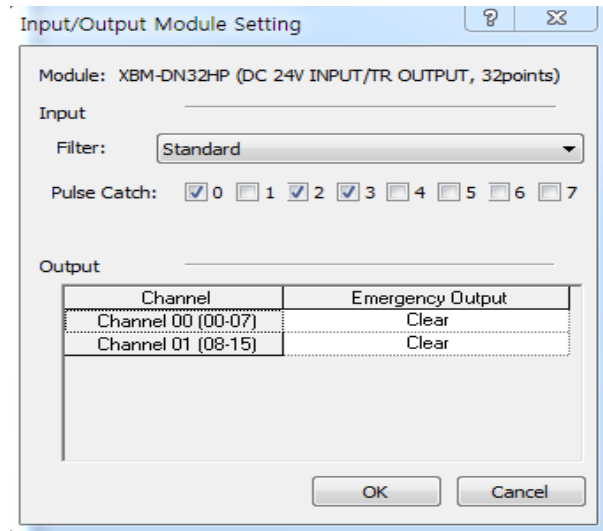 Input/Output Module Setting
Module: XBM-DN32HP (DC 24V INPUT/TR OUTPUT, 32points)
Input
Filter: Standard
Pulse Catch: 0 1 2 3 4 5 6 7
Output
Channel Emergency Output
Channel 00 (00-07) Clear
Channel 01 (08-15) Clear
OK Cancel